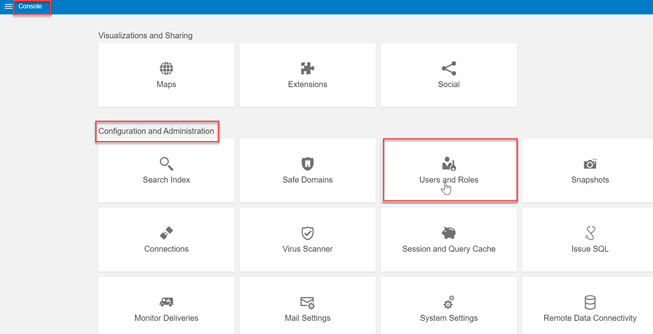 Console
Visualizations and Sharing
Maps
Extensions
Social
Configuration and Administration
Search Index
Safe Domains
Users and Roles
Snapshots
Connections
Virus Scanner
Session and Query Cache
Issue SQL
Monitor Deliveries
Mail Settings
System Settings
Remote Data Connectivity